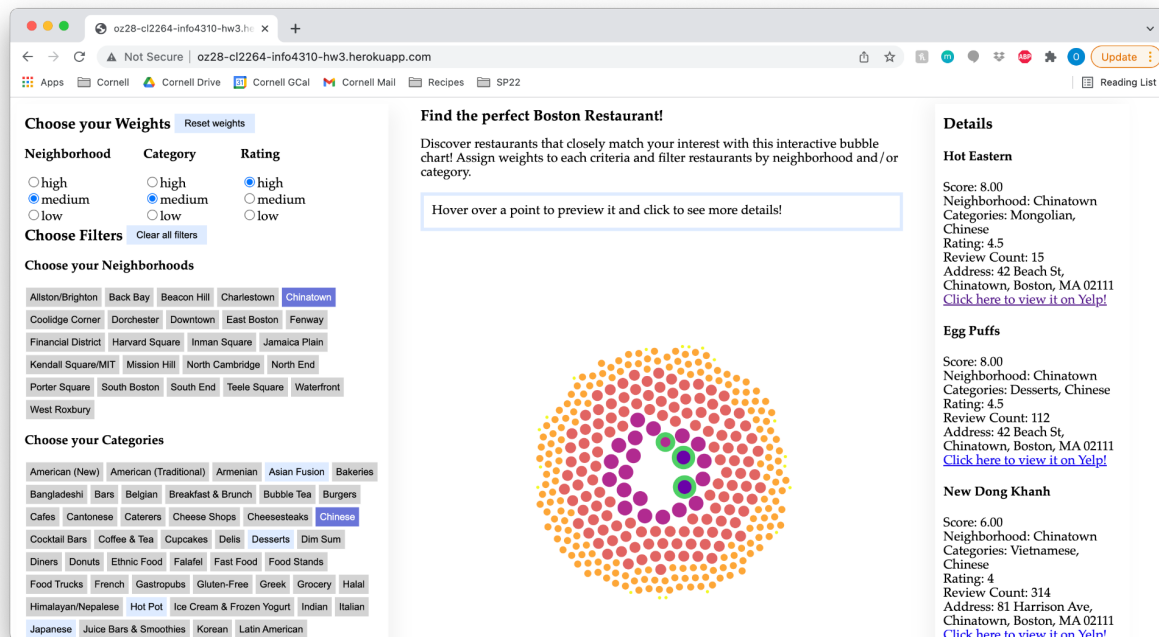 oz28-cl2264-info4310-hw3.he
Not Secure | oz28-cl2264-info4310-hw3.herokuapp.com
Update
Apps Cornell Cornell Drive 31 Cornell GCal Cornell Mail Recipes SP22 Reading List
Choose your Weights Reset weights
Neighborhood Category Rating
high high high
medium medium medium
low low low
Choose Filters Clear all filters
Choose your Neighborhoods
Allston/Brighton Back Bay Beacon Hill Charlestown Chinatown
Coolidge Corner Dorchester Downtown East Boston Fenway
Financial District Harvard Square Inman Square Jamaica Plain
Kendall Square/MIT Mission Hill North Cambridge North End
Porter Square South Boston South End Teele Square Waterfront
West Roxbury
Choose your Categories
American (New) American (Traditional) Armenian Asian Fusion Bakeries
Bangladeshi Bars Belgian Breakfast & Brunch Bubble Tea Burgers
Cafes Cantonese Caterers Cheese Shops Cheesesteaks Chinese
Cocktail Bars Coffee & Tea Cupcakes Delis Desserts Dim Sum
Diners Donuts Ethnic Food Falafel Fast Food Food Stands
Food Trucks French Gastropubs Gluten-Free Greek Grocery Halal
Himalayan/Nepalese Hot Pot Ice Cream & Frozen Yogurt Indian Italian
Japanese Juice Bars & Smoothies Korean Latin American
Find the perfect Boston Restaurant!
Discover restaurants that closely match your interest with this interactive bubble
chart! Assign weights to each criteria and filter restaurants by neighborhood and/or
category.
Hover over a point to preview it and click to see more details!
Details
Hot Eastern
Score: 8.00
Neighborhood: Chinatown
Categories: Mongolian,
Chinese
Rating: 4.5
Review Count: 15
Address: 42 Beach St,
Chinatown, Boston, MA 02111
Click here to view it on Yelp!
Egg Puffs
Score: 8.00
Neighborhood: Chinatown
Categories: Desserts, Chinese
Rating: 4.5
Review Count: 112
Address: 42 Beach St,
Chinatown, Boston, MA 02111
Click here to view it on Yelp!
New Dong Khanh
Score: 6.00
Neighborhood: Chinatown
Categories: Vietnamese,
Chinese
Rating: 4
Review Count: 314
Address: 81 Harrison Ave,
Chinatown, Boston, MA 02111
Click here to view it on Yelp!